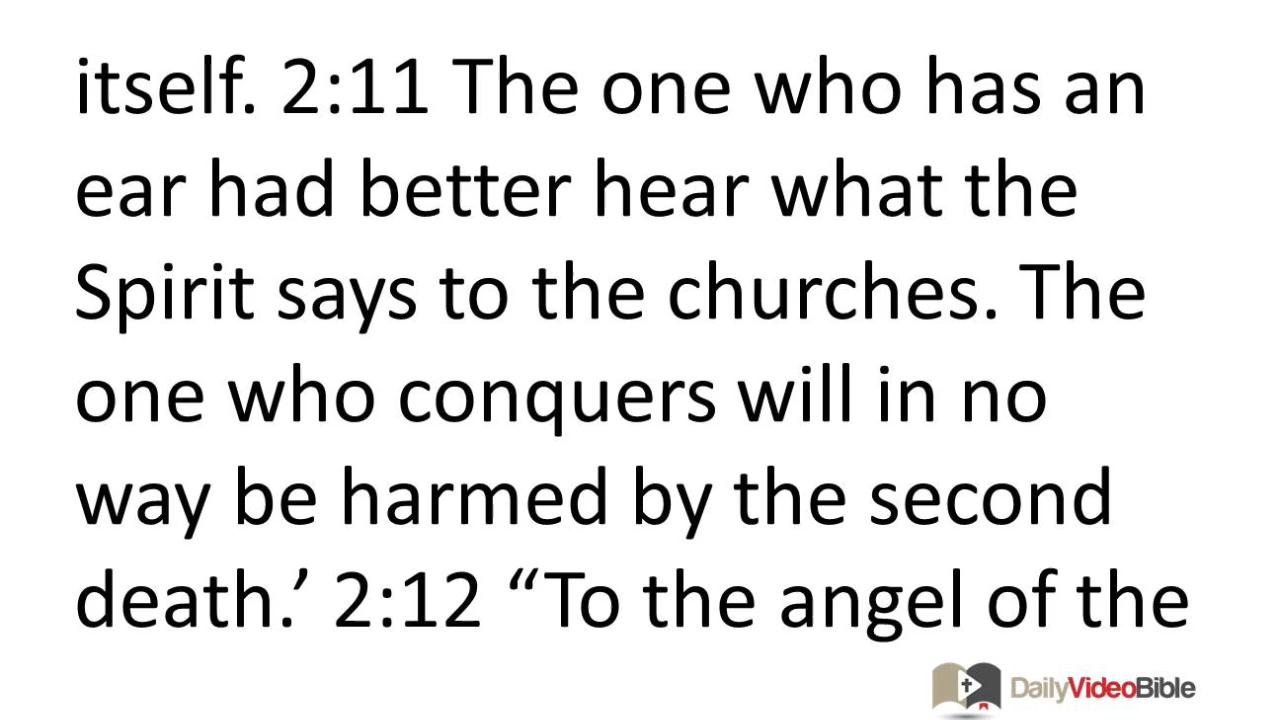 itself. 2:11 The one who has an
ear had better hear what the
Spirit says to the churches. The
one who conquers will in no
way be harmed by the second
death.’ 2:12 “To the angel of the
DailyVideoBible